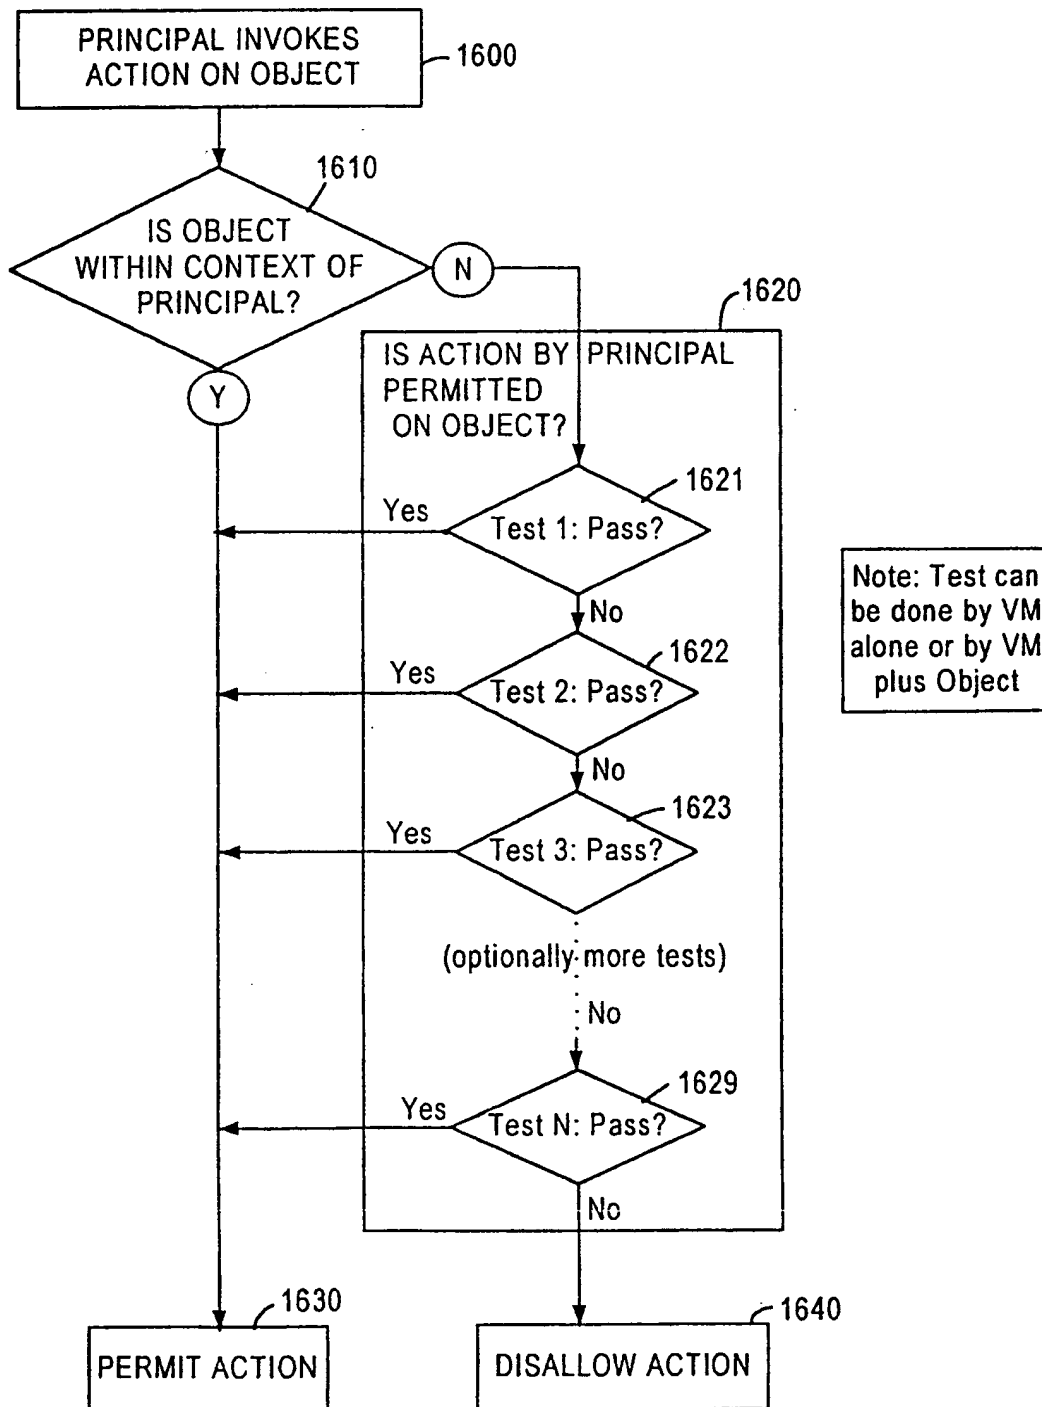 PRINCIPAL INVOKES
ACTION ON OBJECT
1600
1610
IS OBJECT
WITHIN CONTEXT OF
PRINCIPAL?
N
Y
1620
IS ACTION BY PRINCIPAL
PERMITTED
ON OBJECT?
1621
Yes
Test 1: Pass?
No
1622
Yes
Test 2: Pass?
No
1623
Yes
Test 3: Pass?
(optionally more tests)
No
1629
Yes
Test N: Pass?
No
Note: Test can
be done by VM
alone or by VM
plus Object
1630
PERMIT ACTION
1640
DISALLOW ACTION